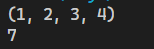 (1, 2, 3, 4)
7